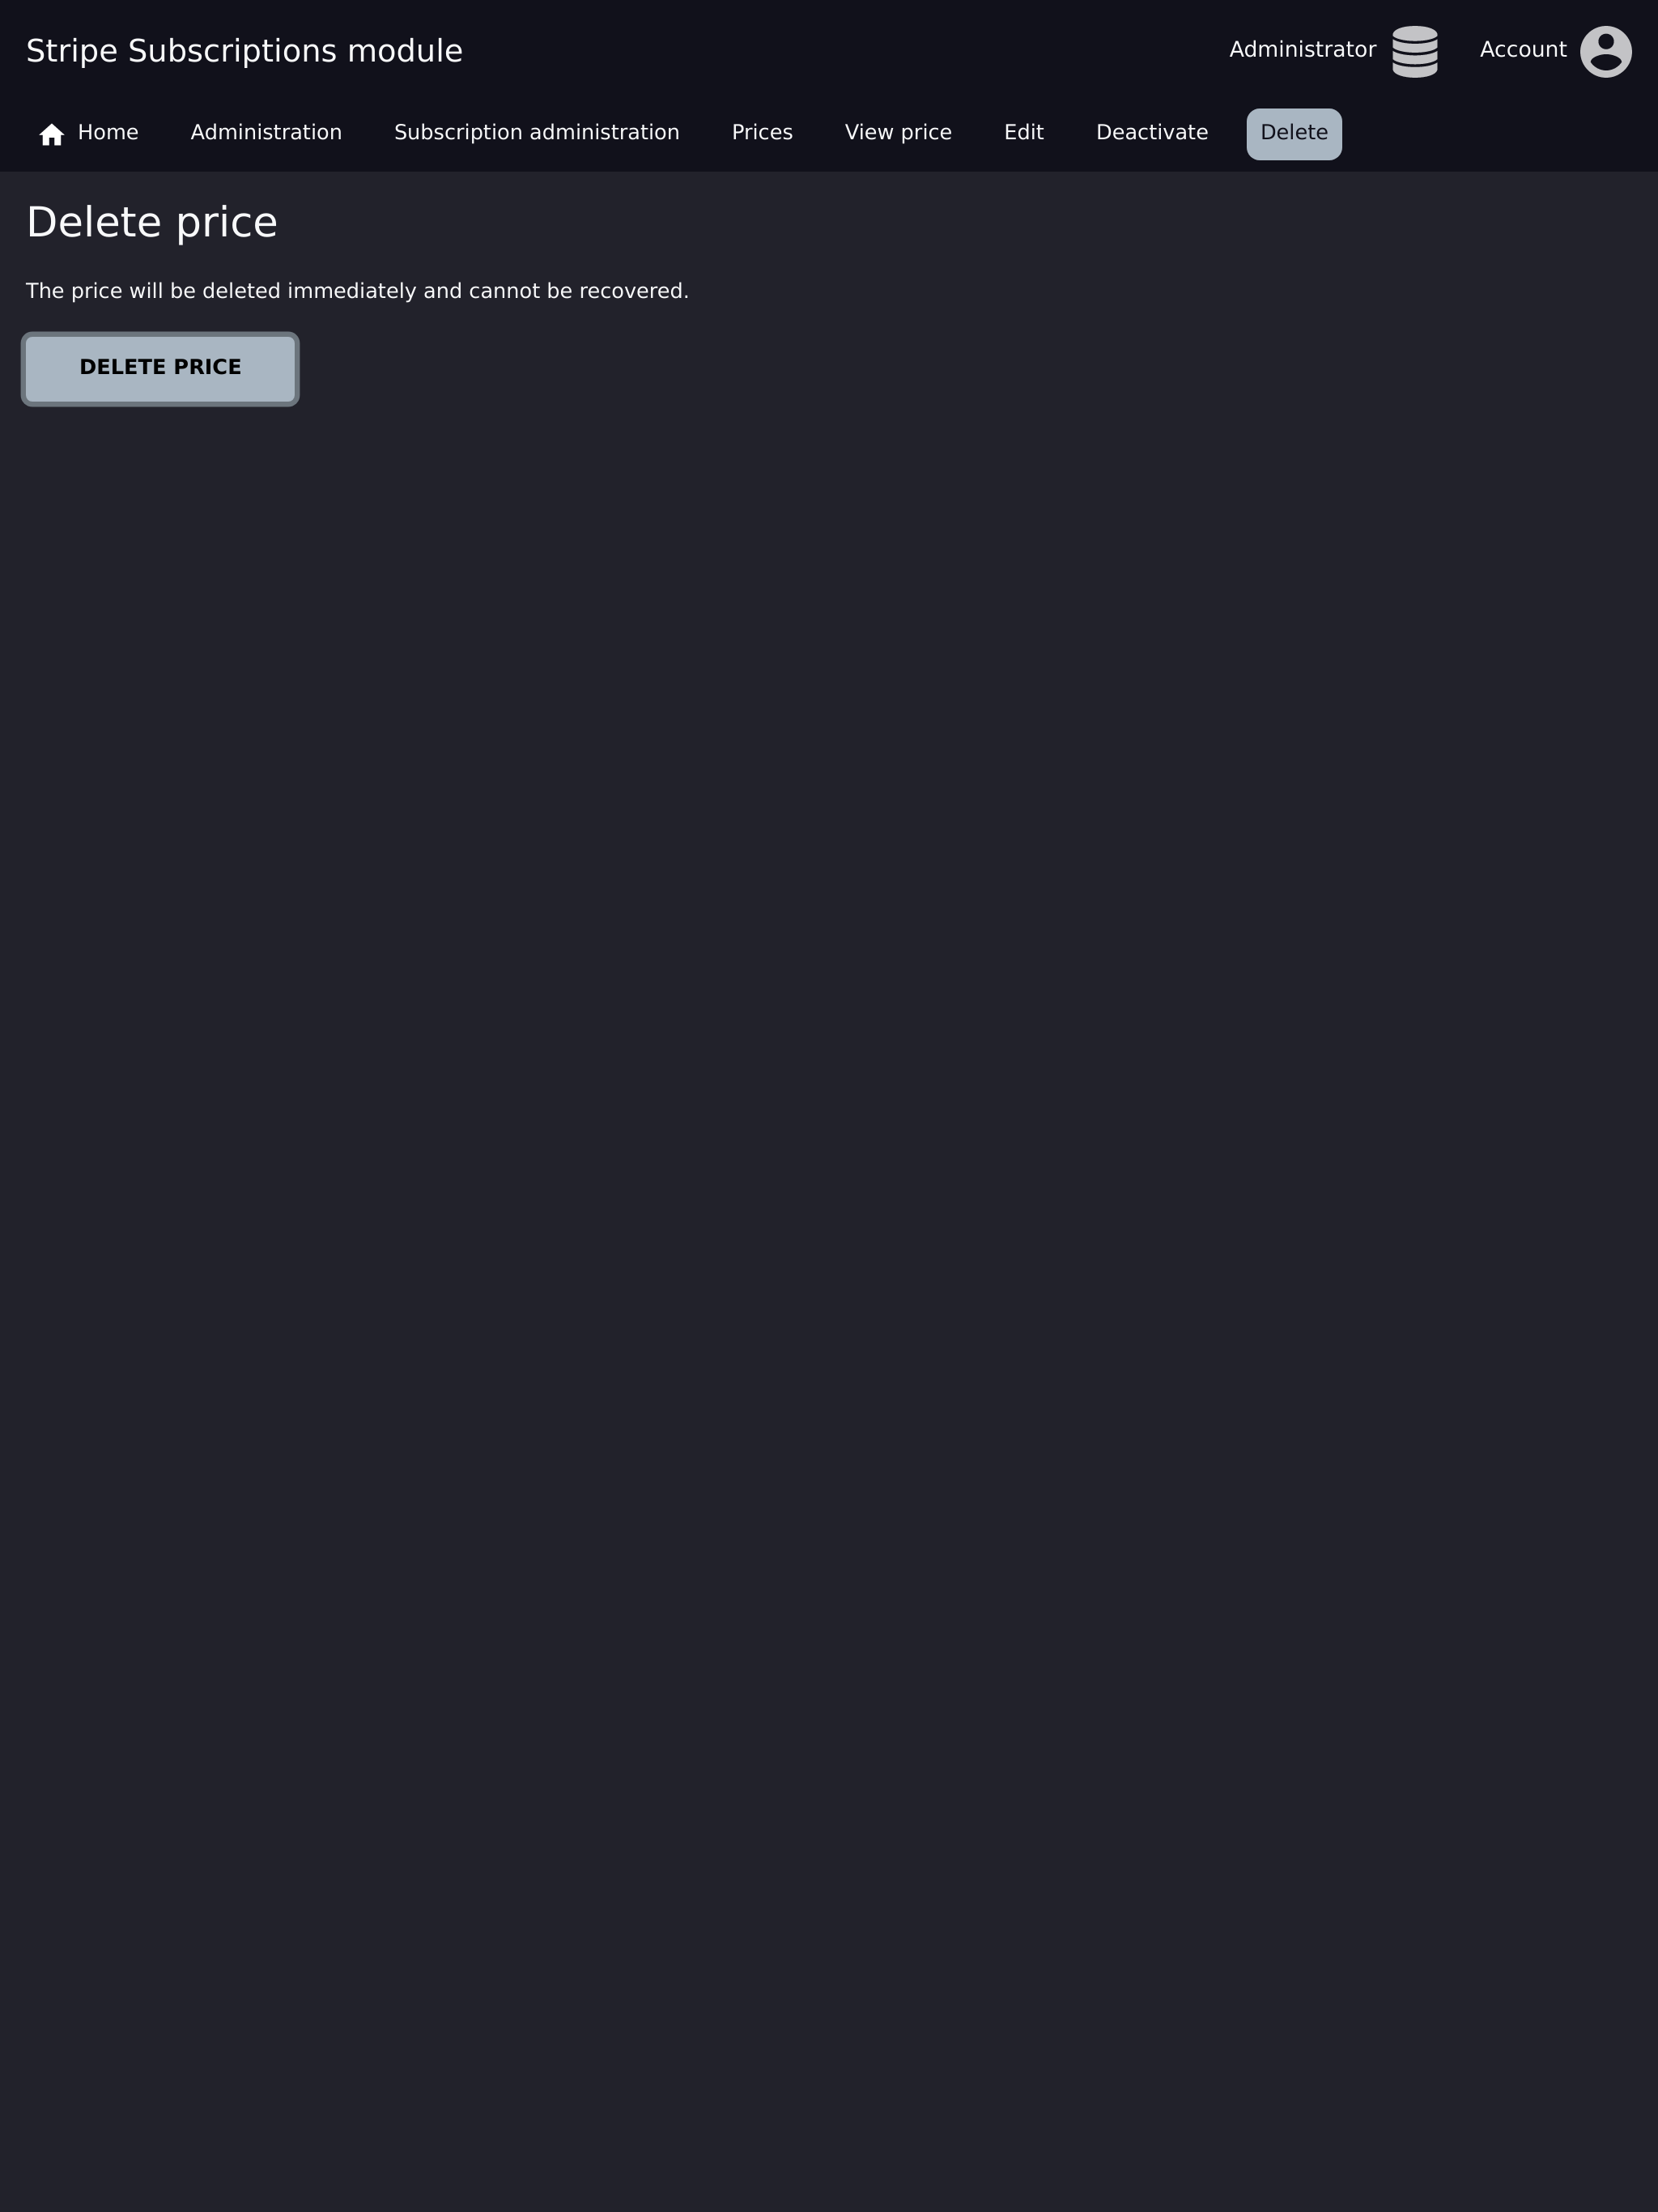 Stripe Subscriptions module
Administrator
Account
Home
Administration
Subscription administration
Prices
View price
Edit
Deactivate
Delete
Delete price
The price will be deleted immediately and cannot be recovered.
DELETE PRICE